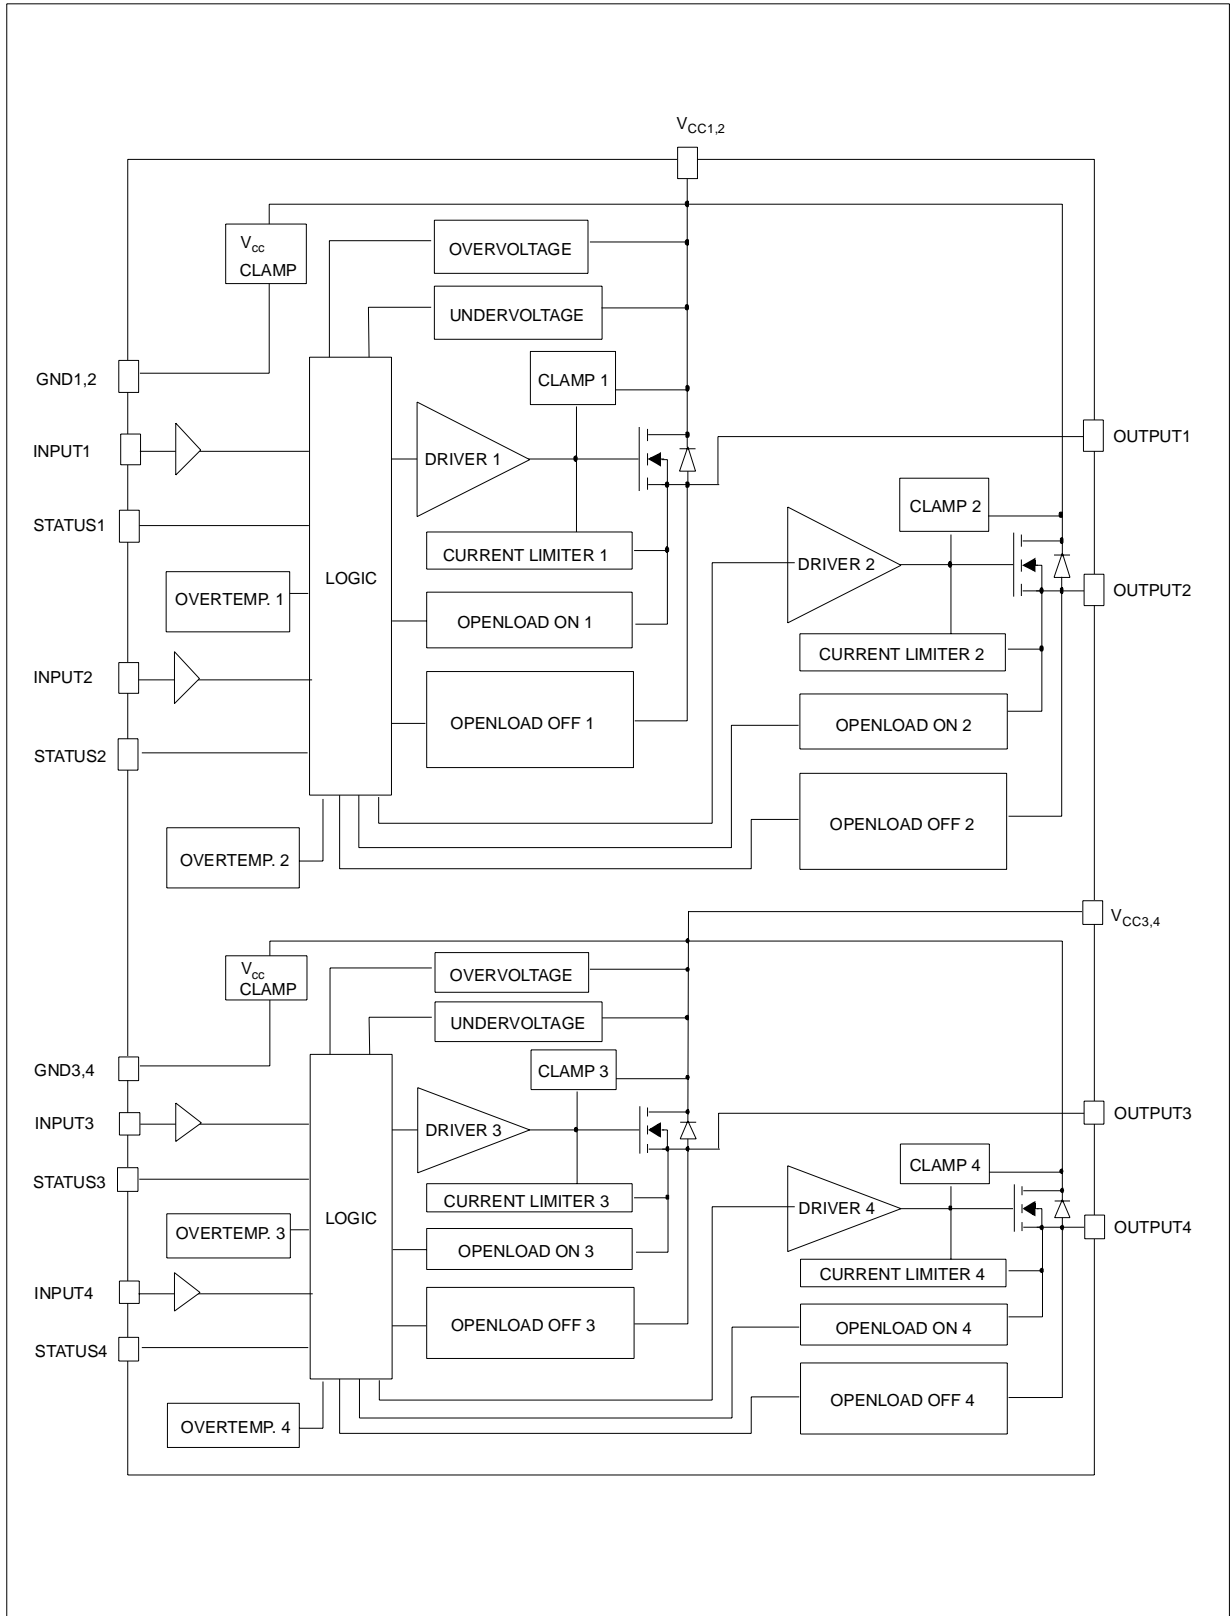 VCC1,2
Vcc
CLAMP
OVERVOLTAGE
UNDERVOLTAGE
GND1,2
CLAMP 1
INPUT1
DRIVER 1
OUTPUT1
STATUS1
CLAMP 2
CURRENT LIMITER 1
LOGIC
DRIVER 2
OVERTEMP. 1
OPENLOAD ON 1
OUTPUT2
INPUT2
CURRENT LIMITER 2
OPENLOAD OFF 1
OPENLOAD ON 2
STATUS2
OPENLOAD OFF 2
OVERTEMP. 2
VCC3,4
Vcc
CLAMP
OVERVOLTAGE
UNDERVOLTAGE
GND3,4
CLAMP 3
INPUT3
DRIVER 3
OUTPUT3
CLAMP 4
STATUS3
CURRENT LIMITER 3
LOGIC
DRIVER 4
OVERTEMP. 3
OPENLOAD ON 3
OUTPUT4
INPUT4
CURRENT LIMITER 4
OPENLOAD OFF 3
OPENLOAD ON 4
STATUS4
OPENLOAD OFF 4
OVERTEMP. 4